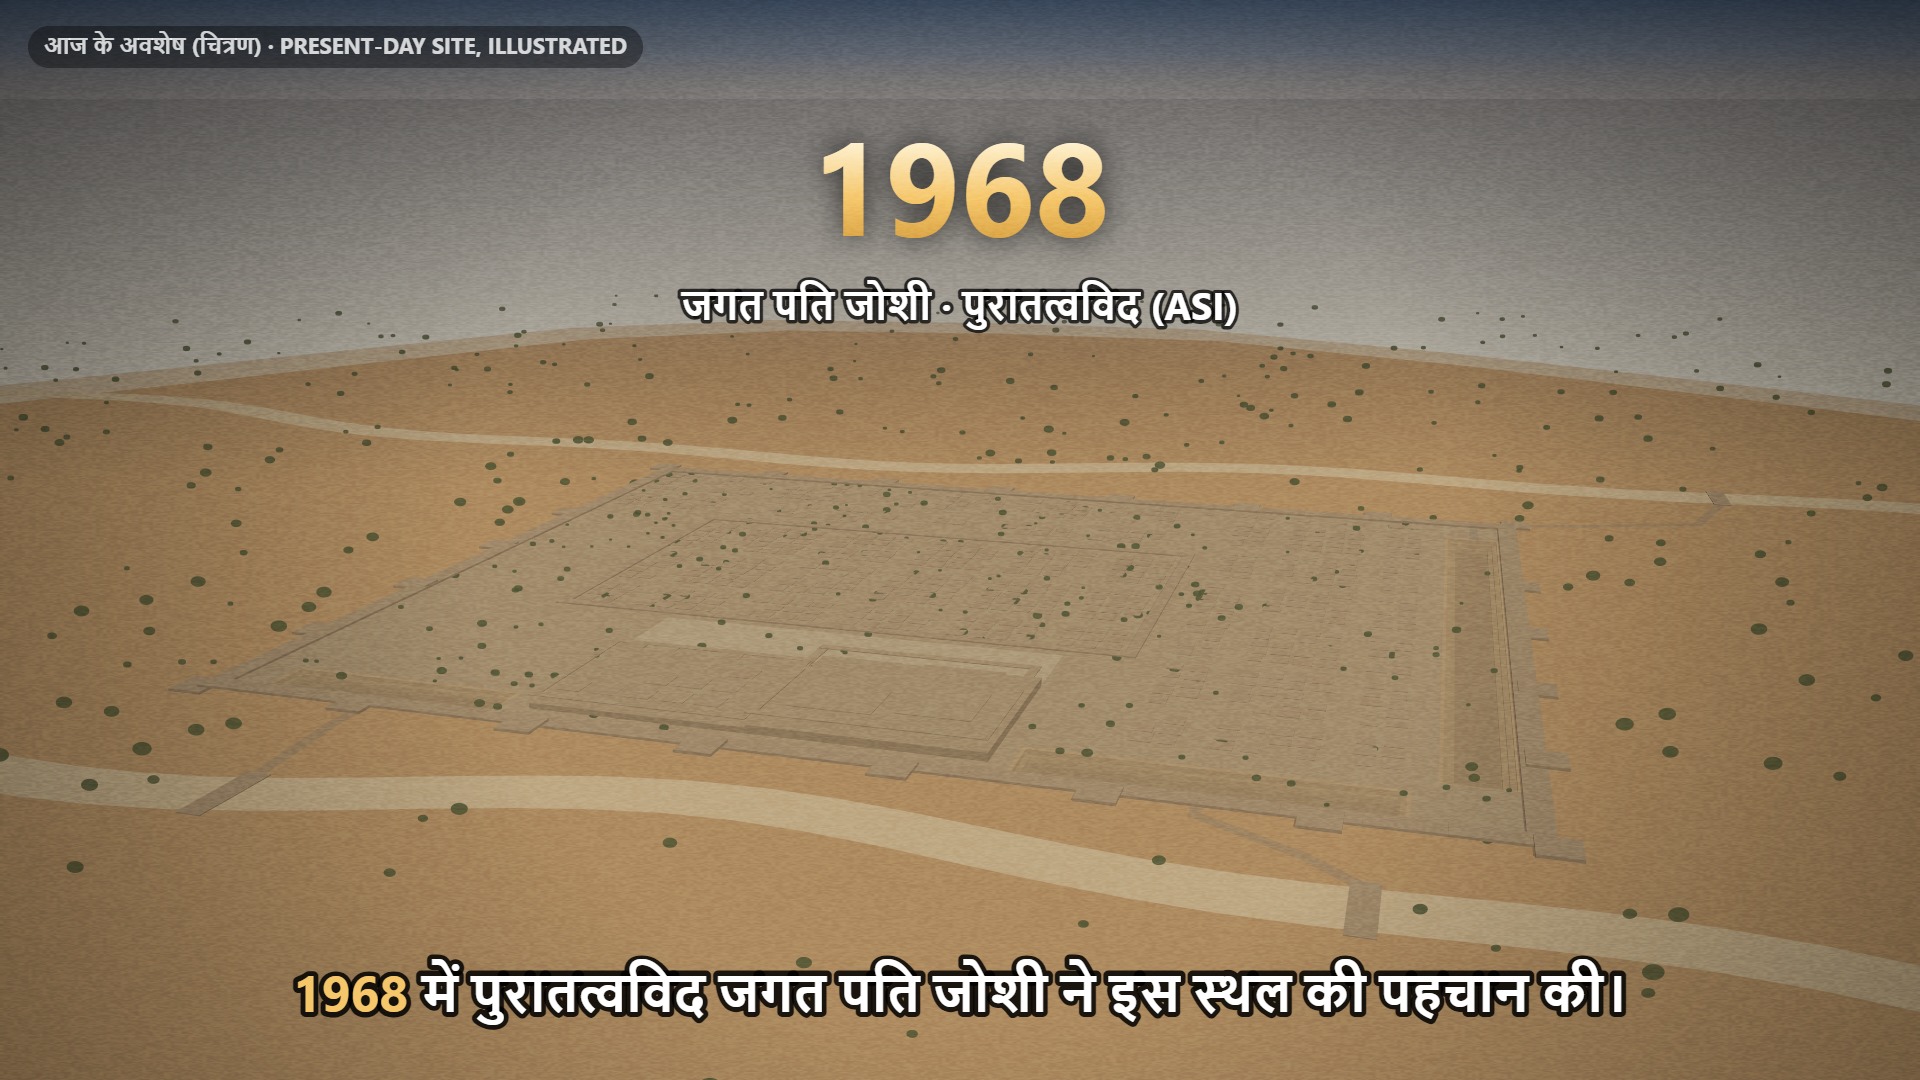 आज के अवशेष (चित्रण) · PRESENT-DAY SITE, ILLUSTRATED
1968
जगत पति जोशी · पुरातत्वविद (ASI)
1968 में पुरातत्वविद जगत पति जोशी ने इस स्थल की पहचान की।